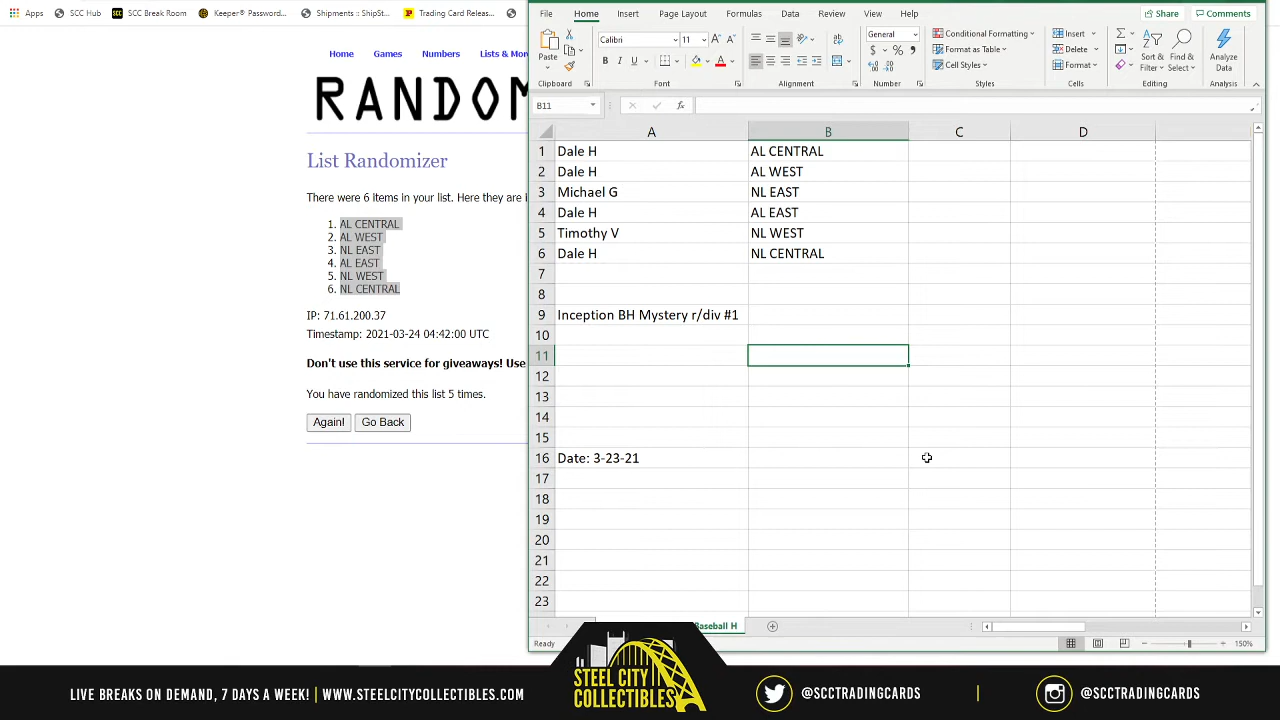 Apps SCC Hub SCC Break Room Keeper® Password... Shipments :: ShipSt... Trading Card Releas...
Home Games Numbers Lists & Mor
RANDOM
List Randomizer
There were 6 items in your list. Here they are i
1. AL CENTRAL
2. AL WEST
3. NL EAST
4. AL EAST
5. NL WEST
6. NL CENTRAL
IP: 71.61.200.37
Timestamp: 2021-03-24 04:42:00 UTC
Don't use this service for giveaways! Use
You have randomized this list 5 times.
Again! Go Back
File Home Insert Page Layout Formulas Data Review View Help Share Comments
Paste Calibri 11 A A General Conditional Formatting Insert
B I U A $ % , Format as Table Delete Sort & Find & Analyze
Cell Styles Format Filter Select Data
Clipboard Font Alignment Number Styles Cells Editing Analysis
B11 fx
A B C D
1 Dale H AL CENTRAL
2 Dale H AL WEST
3 Michael G NL EAST
4 Dale H AL EAST
5 Timothy V NL WEST
6 Dale H NL CENTRAL
7
8
9 Inception BH Mystery r/div #1
10
11
12
13
14
15
16 Date: 3-23-21
17
18
19
20
21
22
23
Baseball H
Ready 150%
STEEL CITY
COLLECTIBLES
LIVE BREAKS ON DEMAND, 7 DAYS A WEEK! | WWW.STEELCITYCOLLECTIBLES.COM @SCCTRADINGCARDS | @SCCTRADINGCARDS